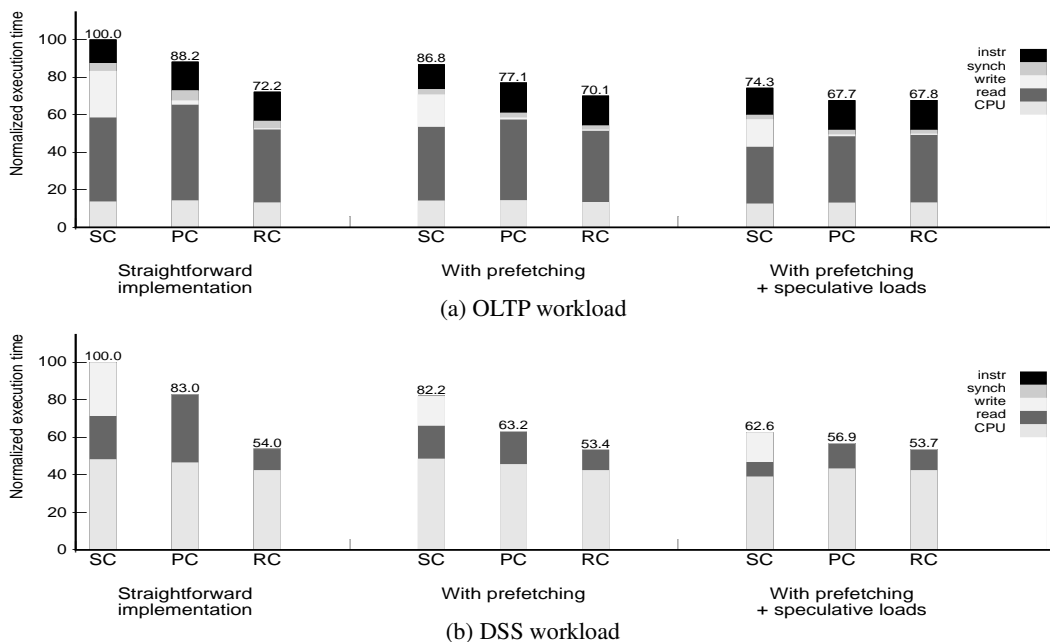 Normalized execution time
100
80
60
40
20
0
100.0
88.2
72.2
86.8
77.1
70.1
74.3
67.7
67.8
instr
synch
write
read
CPU
SC PC RC SC PC RC SC PC RC
Straightforward
implementation
With prefetching
With prefetching
+ speculative loads
(a) OLTP workload
Normalized execution time
100
80
60
40
20
0
100.0
83.0
54.0
82.2
63.2
53.4
62.6
56.9
53.7
instr
synch
write
read
CPU
SC PC RC SC PC RC SC PC RC
Straightforward
implementation
With prefetching
With prefetching
+ speculative loads
(b) DSS workload